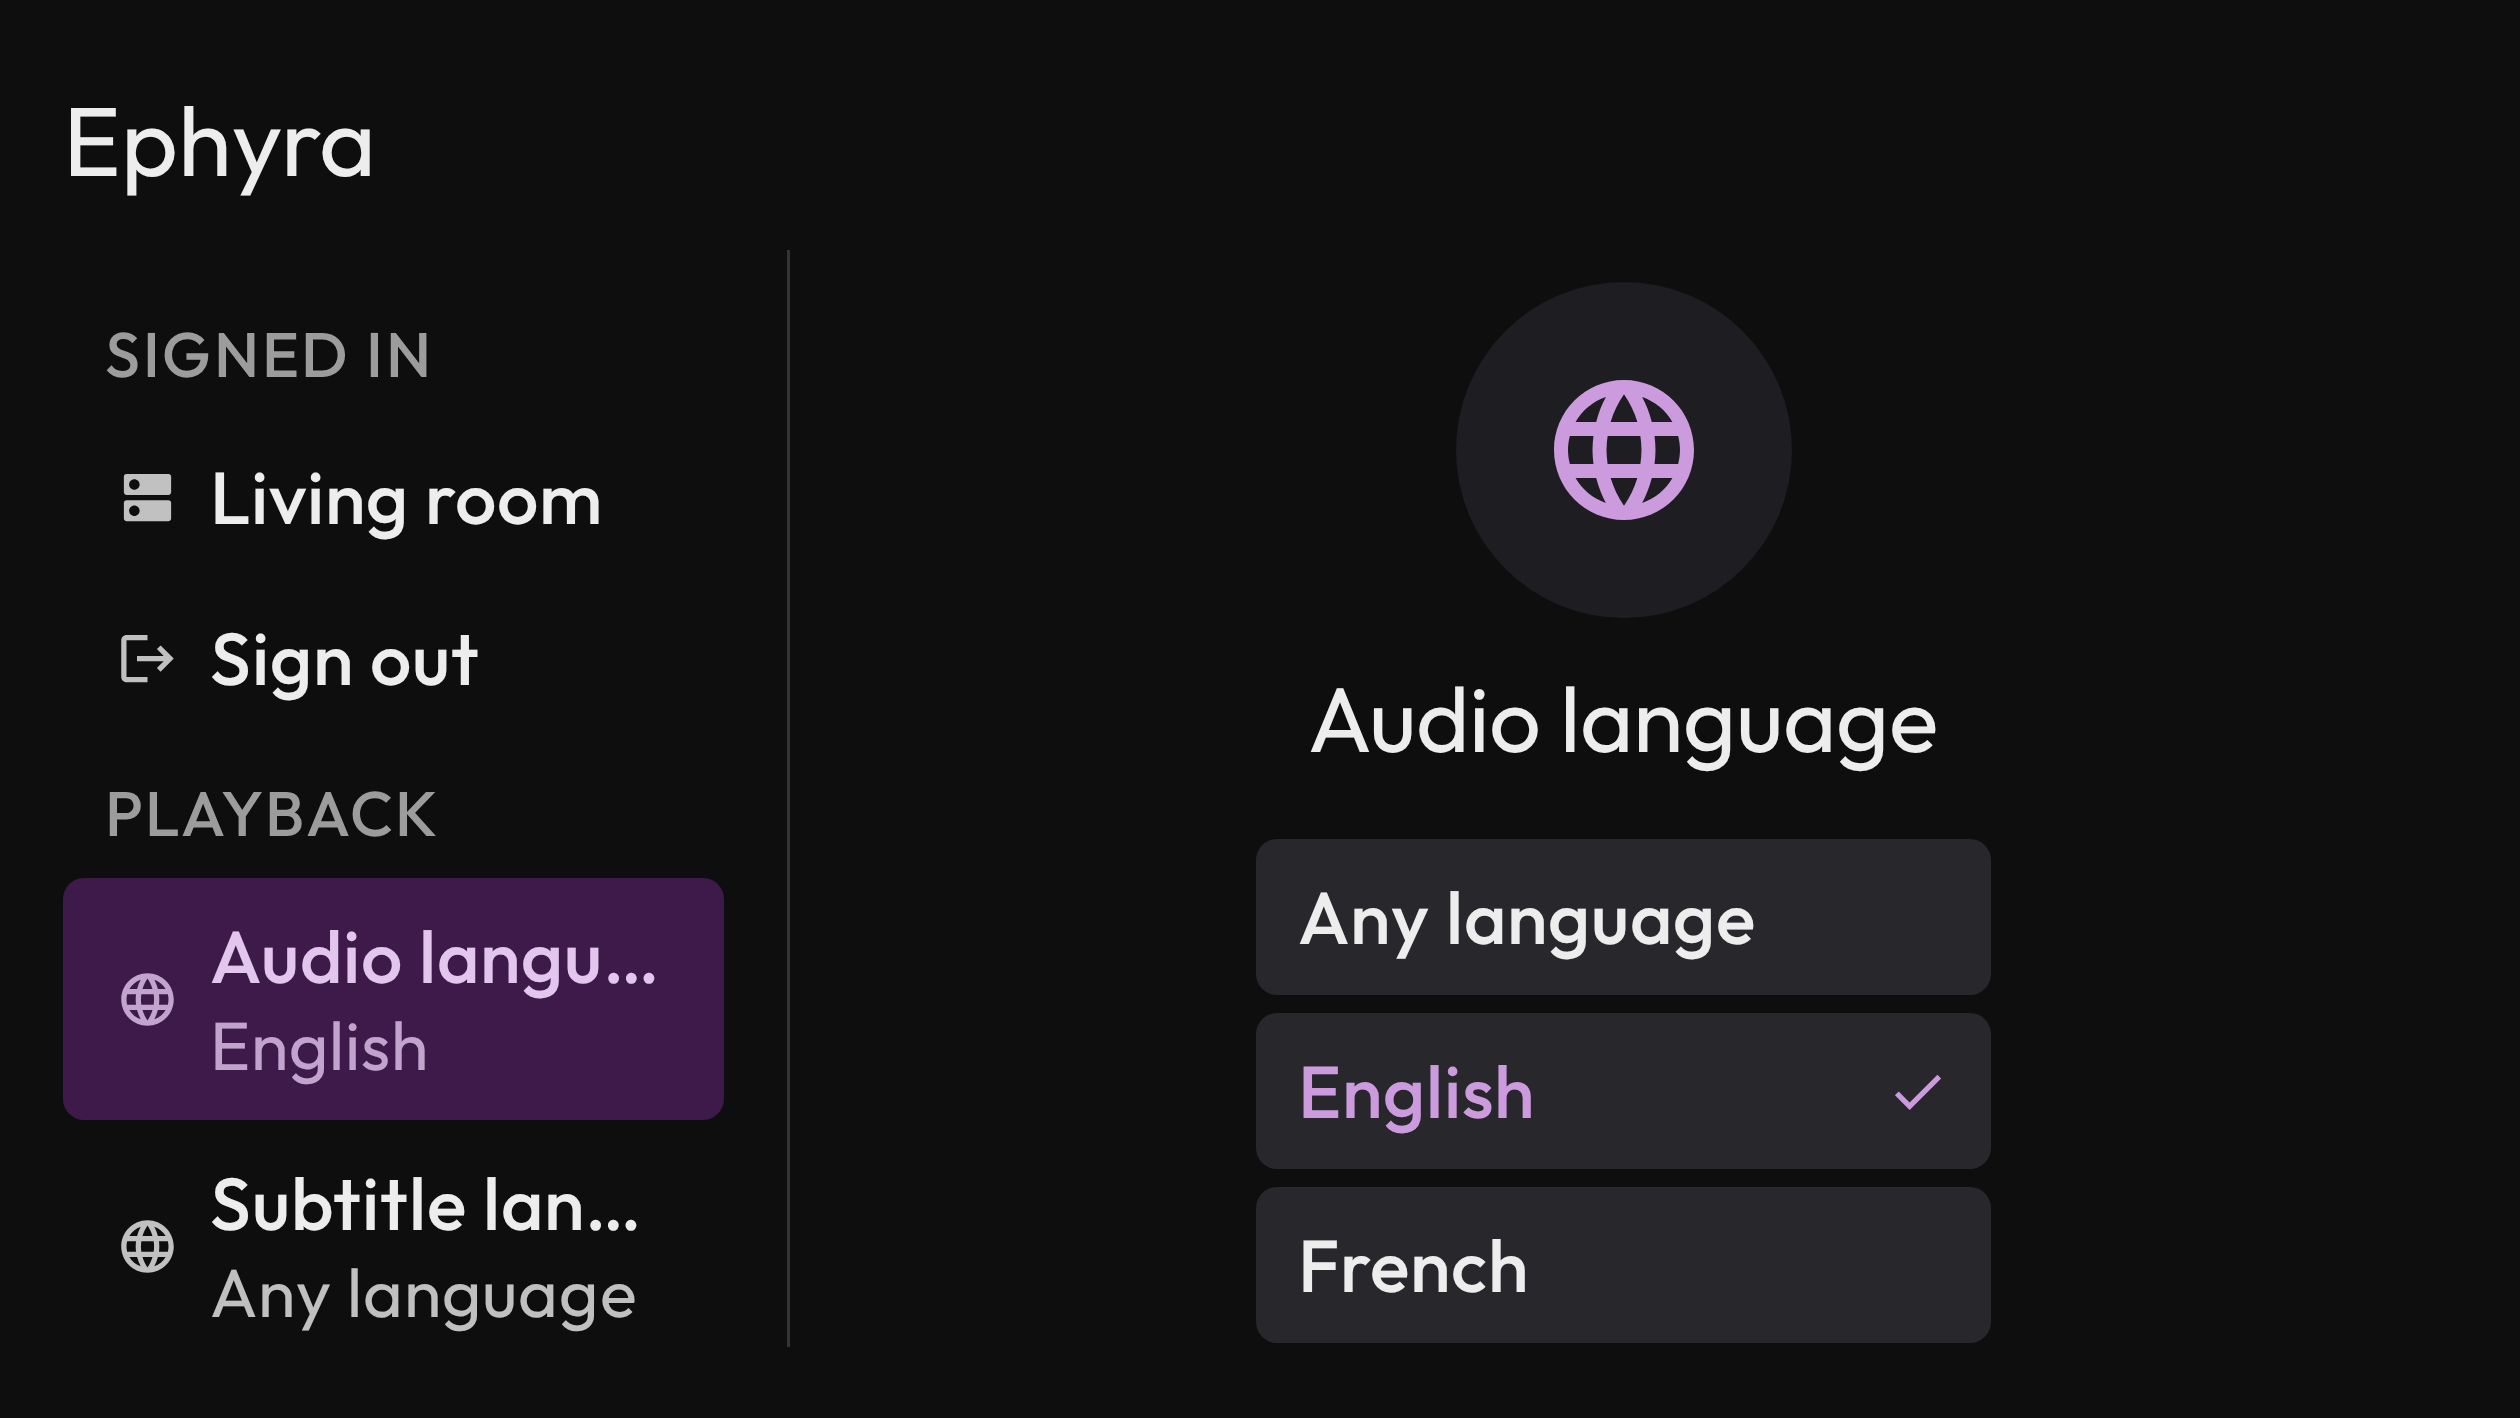 Ephyra
SIGNED IN
Living room
Sign out
PLAYBACK
Audio langu...
English
Subtitle lan...
Any language
Audio language
Any language
English
French